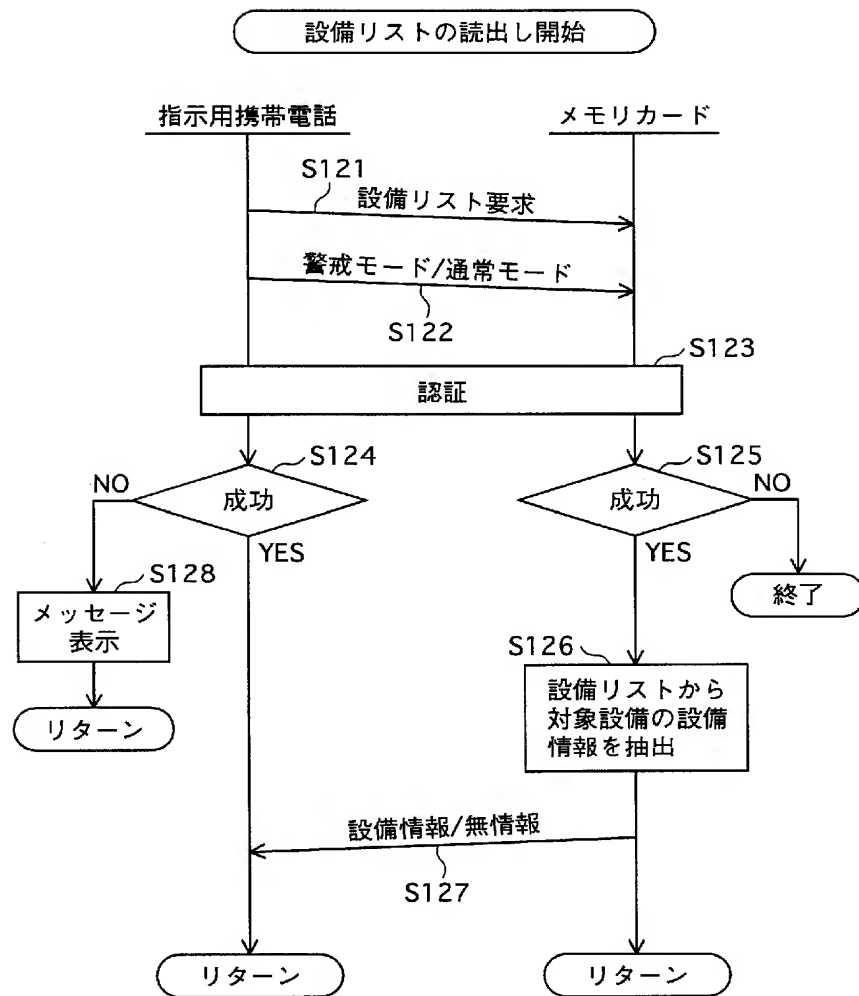 設備リストの読出し開始
指示用携帯電話
メモリカード
S121
設備リスト要求
警戒モード/通常モード
S122
S123
認証
S124
S125
NO
成功
YES
成功
NO
YES
S128
メッセージ
表示
終了
S126
リターン
設備リストから
対象設備の設備
情報を抽出
設備情報/無情報
S127
リターン
リターン